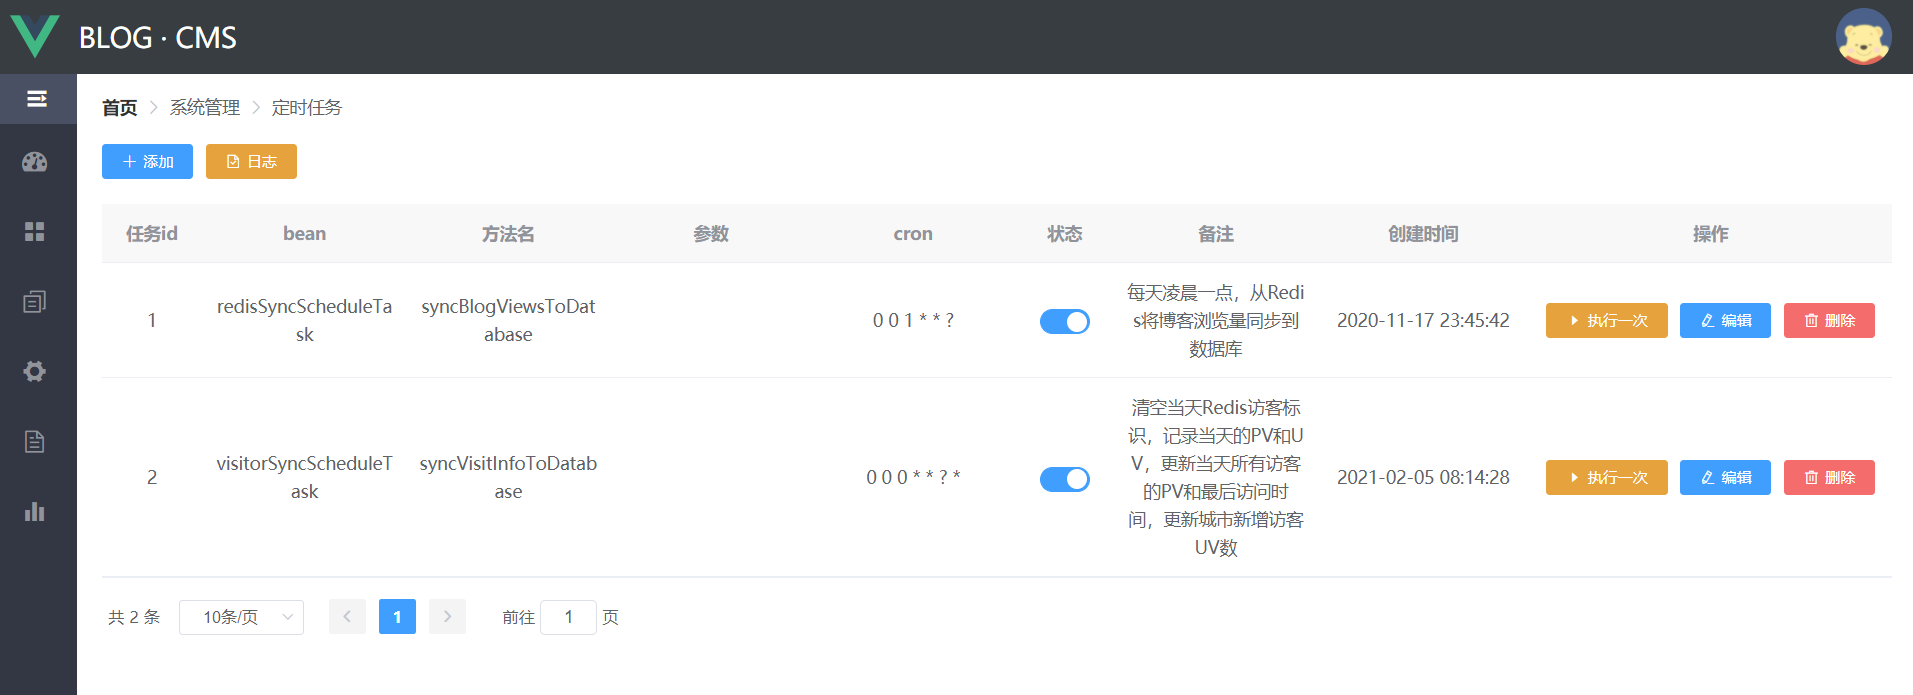 BLOG · CMS
首页 系统管理 定时任务
添加 日志
任务id bean 方法名 参数 cron 状态 备注 创建时间 操作
1 redisSyncScheduleTa
sk syncBlogViewsToDat
abase 0 0 1 * * ? 每天凌晨一点，从Redi
s将博客浏览量同步到
数据库 2020-11-17 23:45:42 执行一次 编辑 删除
2 visitorSyncScheduleT
ask syncVisitInfoToDatab
ase 0 0 0 * * ? * 清空当天Redis访客标
识，记录当天的PV和U
V，更新当天所有访客
的PV和最后访问时
间，更新城市新增访客
UV数 2021-02-05 08:14:28 执行一次 编辑 删除
共 2 条 10条/页 1 前往 1 页